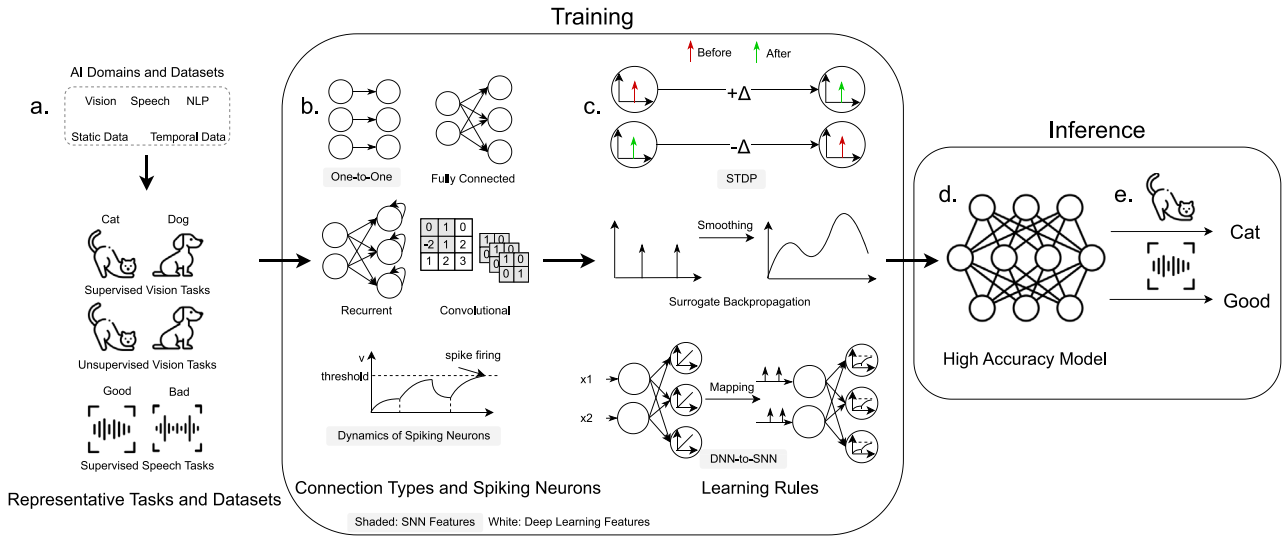 Training
AI Domains and Datasets
a.
Vision Speech NLP
Static Data Temporal Data
Cat Dog
Supervised Vision Tasks
Unsupervised Vision Tasks
Good Bad
Supervised Speech Tasks
Representative Tasks and Datasets
b.
One-to-One
Fully Connected
Recurrent
0 1 0
-2 1 2
1 2 3
1 0
0
1 0
0
1 0
0
1 0
0 1
Convolutional
v
threshold
spike firing
Dynamics of Spiking Neurons
Connection Types and Spiking Neurons
Before After
c.
+Δ
-Δ
STDP
Smoothing
Surrogate Backpropagation
x1
x2
Mapping
DNN-to-SNN
Learning Rules
Shaded: SNN Features White: Deep Learning Features
Inference
d.
High Accuracy Model
e.
Cat
Good